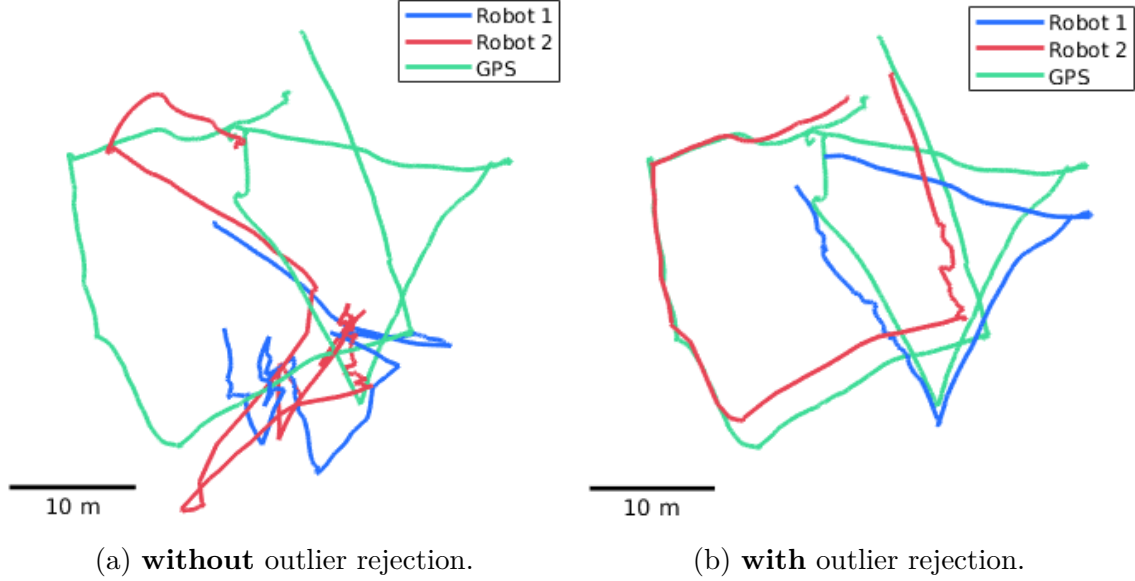 Robot 1
Robot 2
GPS
10 m
(a) without outlier rejection.
Robot 1
Robot 2
GPS
10 m
(b) with outlier rejection.